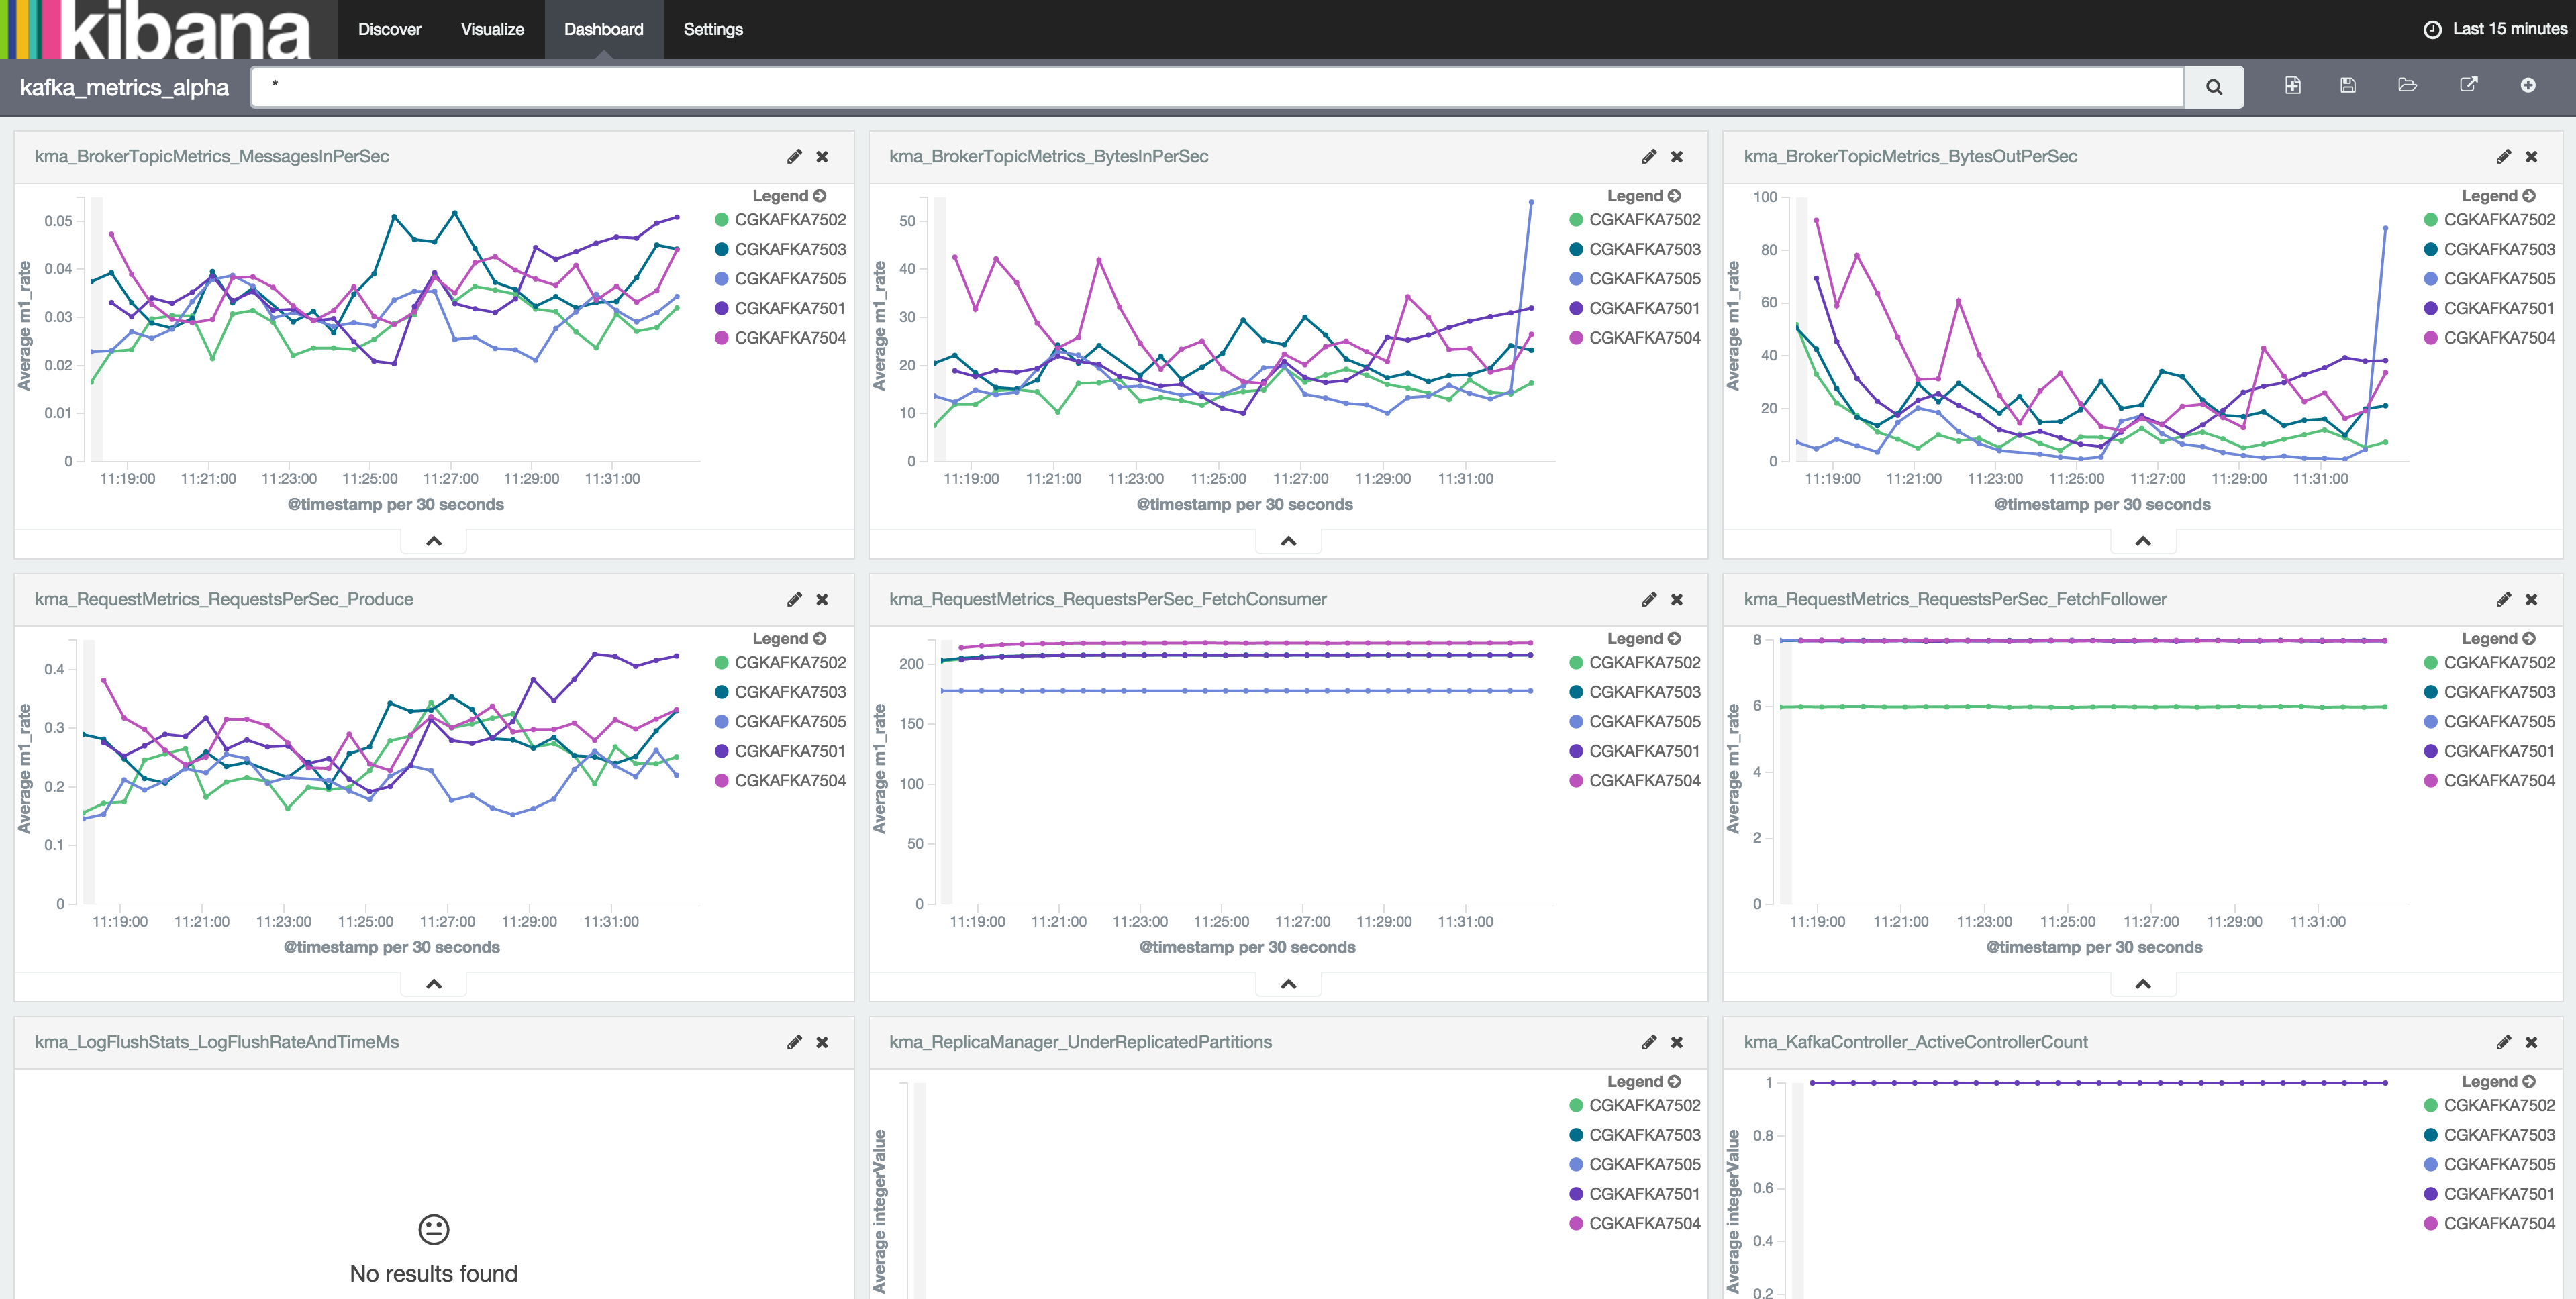 kibana
Discover
Visualize
Dashboard
Settings
Last 15 minutes
kafka_metrics_alpha
*
kma_BrokerTopicMetrics_MessagesInPerSec
Average m1_rate
0.05
0.04
0.03
0.02
0.01
0
11:19:00 11:21:00 11:23:00 11:25:00 11:27:00 11:29:00 11:31:00
@timestamp per 30 seconds
Legend
CGKAFKA7502
CGKAFKA7503
CGKAFKA7505
CGKAFKA7501
CGKAFKA7504
kma_BrokerTopicMetrics_BytesInPerSec
Average m1_rate
50
40
30
20
10
0
11:19:00 11:21:00 11:23:00 11:25:00 11:27:00 11:29:00 11:31:00
@timestamp per 30 seconds
Legend
CGKAFKA7502
CGKAFKA7503
CGKAFKA7505
CGKAFKA7501
CGKAFKA7504
kma_BrokerTopicMetrics_BytesOutPerSec
Average m1_rate
100
80
60
40
20
0
11:19:00 11:21:00 11:23:00 11:25:00 11:27:00 11:29:00 11:31:00
@timestamp per 30 seconds
Legend
CGKAFKA7502
CGKAFKA7503
CGKAFKA7505
CGKAFKA7501
CGKAFKA7504
kma_RequestMetrics_RequestsPerSec_Produce
Average m1_rate
0.4
0.3
0.2
0.1
0
11:19:00 11:21:00 11:23:00 11:25:00 11:27:00 11:29:00 11:31:00
@timestamp per 30 seconds
Legend
CGKAFKA7502
CGKAFKA7503
CGKAFKA7505
CGKAFKA7501
CGKAFKA7504
kma_RequestMetrics_RequestsPerSec_FetchConsumer
Average m1_rate
200
150
100
50
0
11:19:00 11:21:00 11:23:00 11:25:00 11:27:00 11:29:00 11:31:00
@timestamp per 30 seconds
Legend
CGKAFKA7502
CGKAFKA7503
CGKAFKA7505
CGKAFKA7501
CGKAFKA7504
kma_RequestMetrics_RequestsPerSec_FetchFollower
Average m1_rate
8
6
4
2
0
11:19:00 11:21:00 11:23:00 11:25:00 11:27:00 11:29:00 11:31:00
@timestamp per 30 seconds
Legend
CGKAFKA7502
CGKAFKA7503
CGKAFKA7505
CGKAFKA7501
CGKAFKA7504
kma_LogFlushStats_LogFlushRateAndTimeMs
No results found
kma_ReplicaManager_UnderReplicatedPartitions
Average integerValue
Legend
CGKAFKA7502
CGKAFKA7503
CGKAFKA7505
CGKAFKA7501
CGKAFKA7504
kma_KafkaController_ActiveControllerCount
Average integerValue
1
0.8
0.6
0.4
0.2
Legend
CGKAFKA7502
CGKAFKA7503
CGKAFKA7505
CGKAFKA7501
CGKAFKA7504